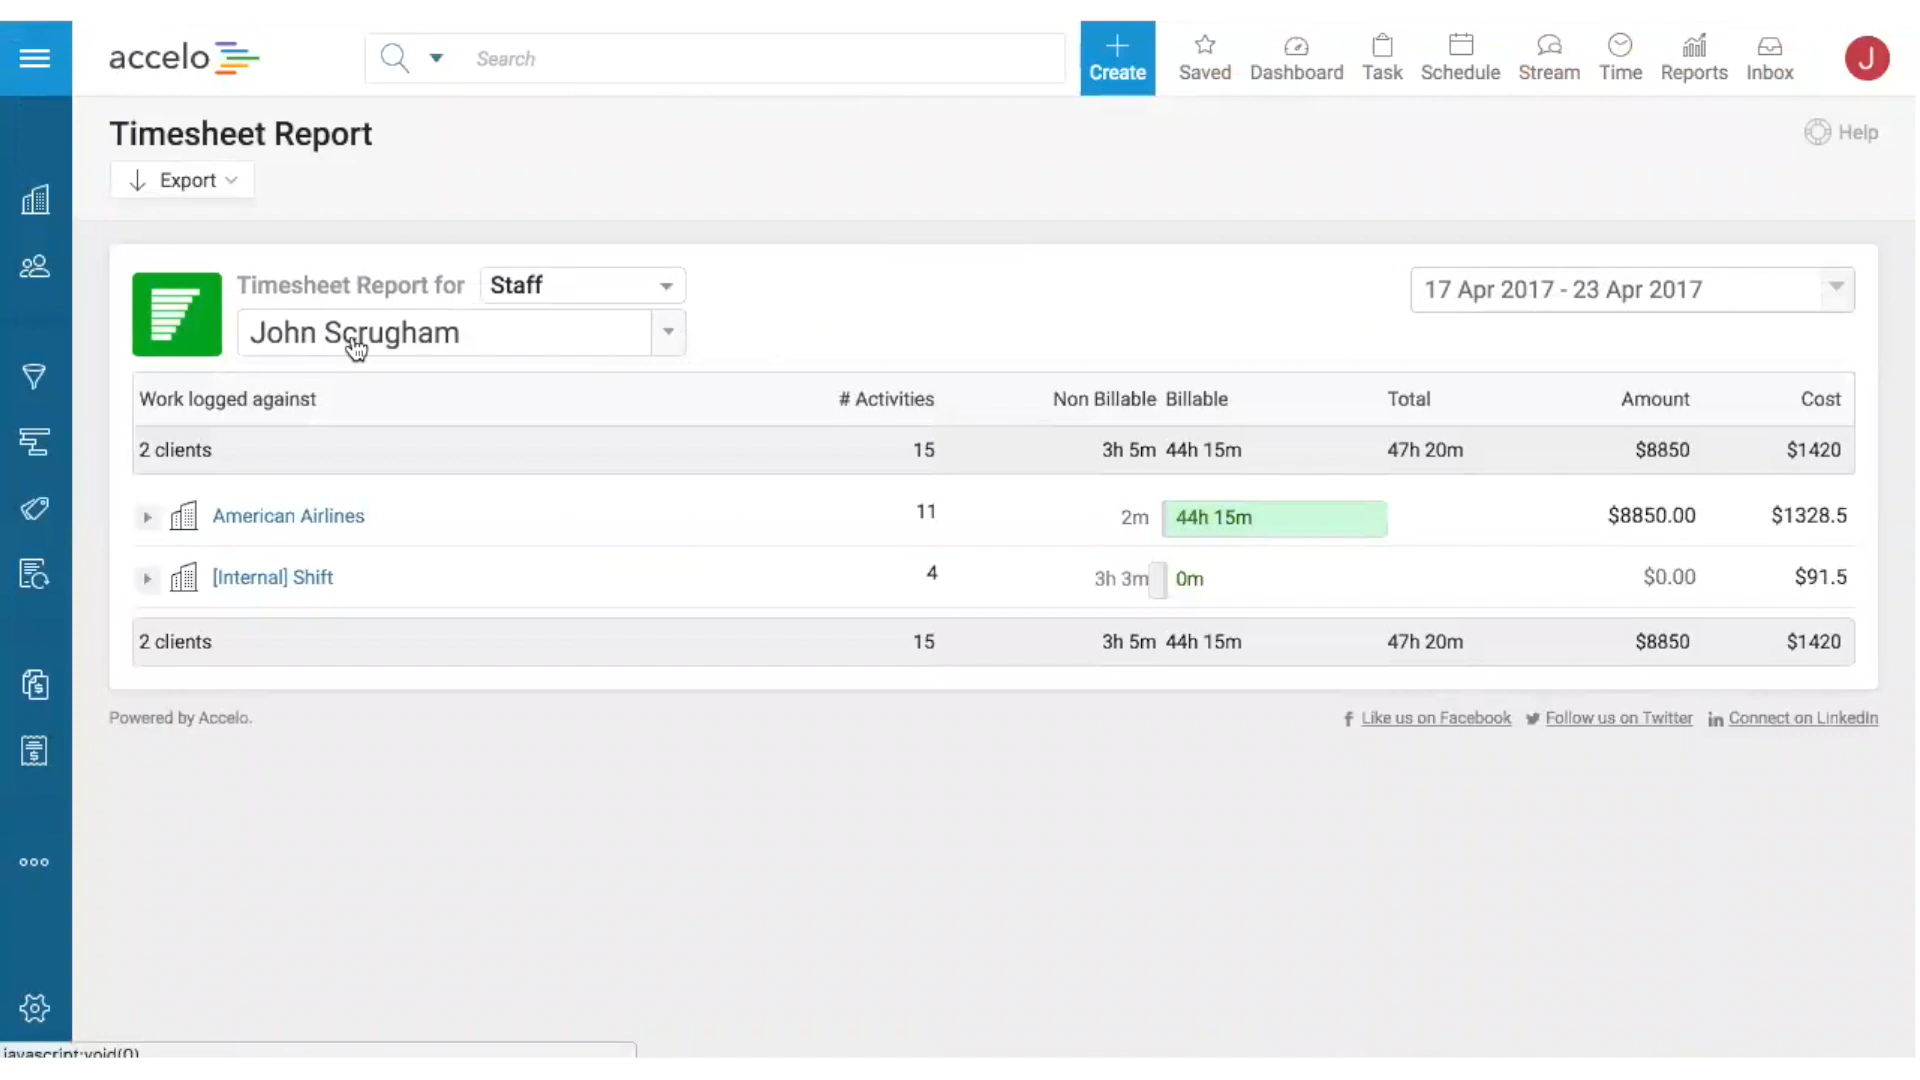 accelo
Search
Create Saved Dashboard Task Schedule Stream Time Reports Inbox J
Timesheet Report
Help
Export
Timesheet Report for Staff
17 Apr 2017 - 23 Apr 2017
John Scrugham
Work logged against # Activities Non Billable Billable Total Amount Cost
2 clients 15 3h 5m 44h 15m 47h 20m $8850 $1420
American Airlines 11 2m 44h 15m $8850.00 $1328.5
[Internal] Shift 4 3h 3m 0m $0.00 $91.5
2 clients 15 3h 5m 44h 15m 47h 20m $8850 $1420
Powered by Accelo. Like us on Facebook Follow us on Twitter Connect on LinkedIn
javascript:void(0)